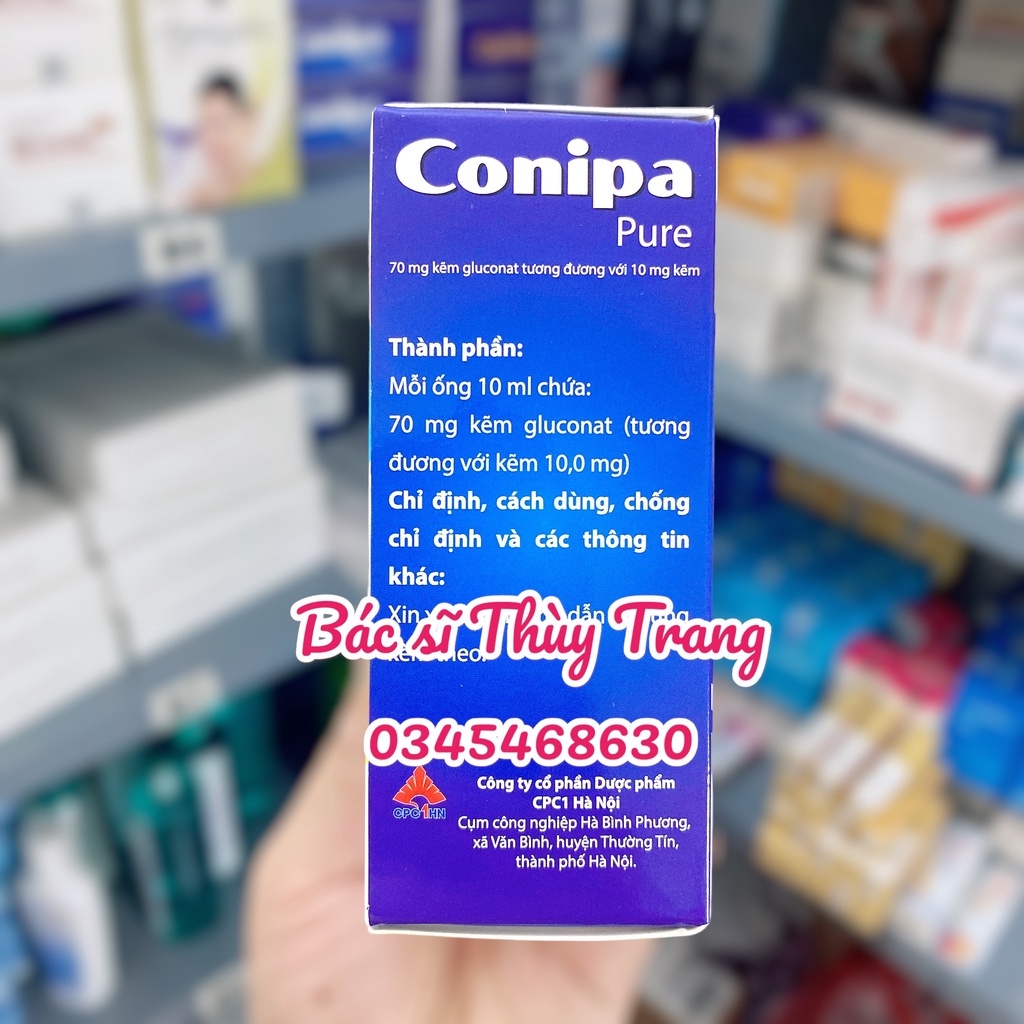 Conipa
Pure
70 mg kẽm gluconat tương đương với 10 mg kẽm
Thành phần:
Mỗi ống 10 ml chứa:
70 mg kẽm gluconat (tương
đương với kẽm 10,0 mg)
Chỉ định, cách dùng, chống
chỉ định và các thông tin
khác:
Xin dẫn
Bác sĩ Thùy Trang
theo.
0345468630
CPC1HN
Công ty cổ phần Dược phẩm
CPC1 Hà Nội
Cụm công nghiệp Hà Bình Phương,
xã Văn Bình, huyện Thường Tín,
thành phố Hà Nội.